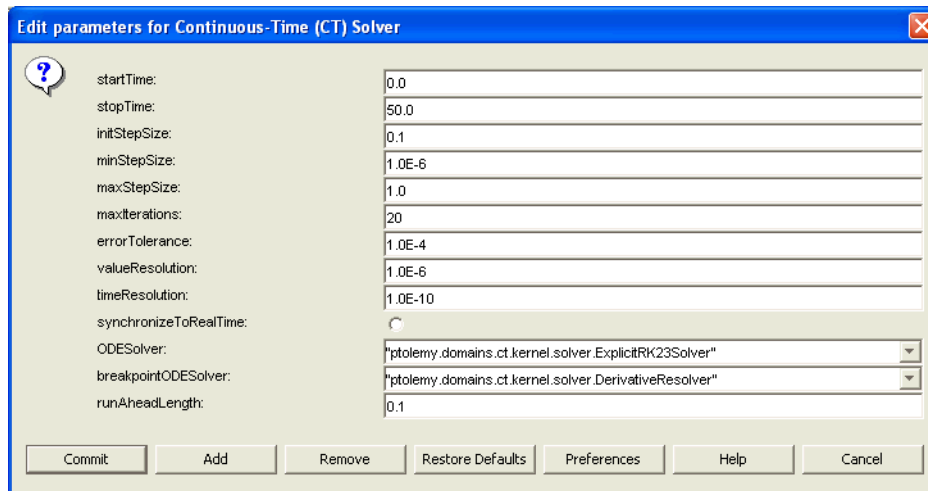 Edit parameters for Continuous-Time (CT) Solver
?
startTime: 0.0
stopTime: 50.0
initStepSize: 0.1
minStepSize: 1.0E-6
maxStepSize: 1.0
maxIterations: 20
errorTolerance: 1.0E-4
valueResolution: 1.0E-6
timeResolution: 1.0E-10
synchronizeToRealTime:
ODESolver: "ptolemy.domains.ct.kernel.solver.ExplicitRK23Solver"
breakpointODESolver: "ptolemy.domains.ct.kernel.solver.DerivativeResolver"
runAheadLength: 0.1
Commit Add Remove Restore Defaults Preferences Help Cancel